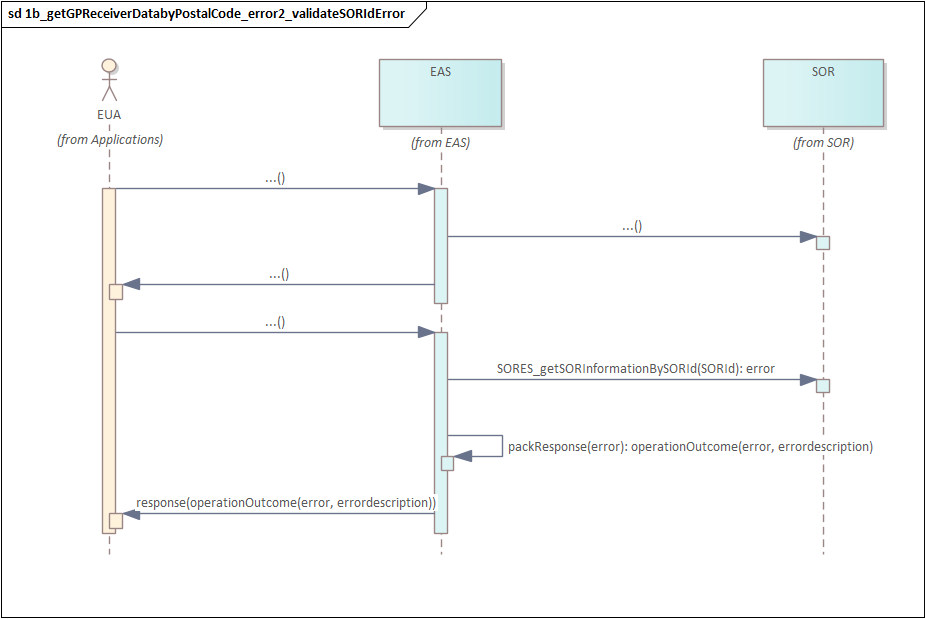 sd 1b_getGPReceiverDatabyPostalCode_error2_validateSORIdError
EUA
(from Applications)
EAS
(from EAS)
SOR
(from SOR)
...()
...()
...()
...()
SORES_getSORInformationBySORId(SORId): error
packResponse(error): operationOutcome(error, errordescription)
response(operationOutcome(error, errordescription))